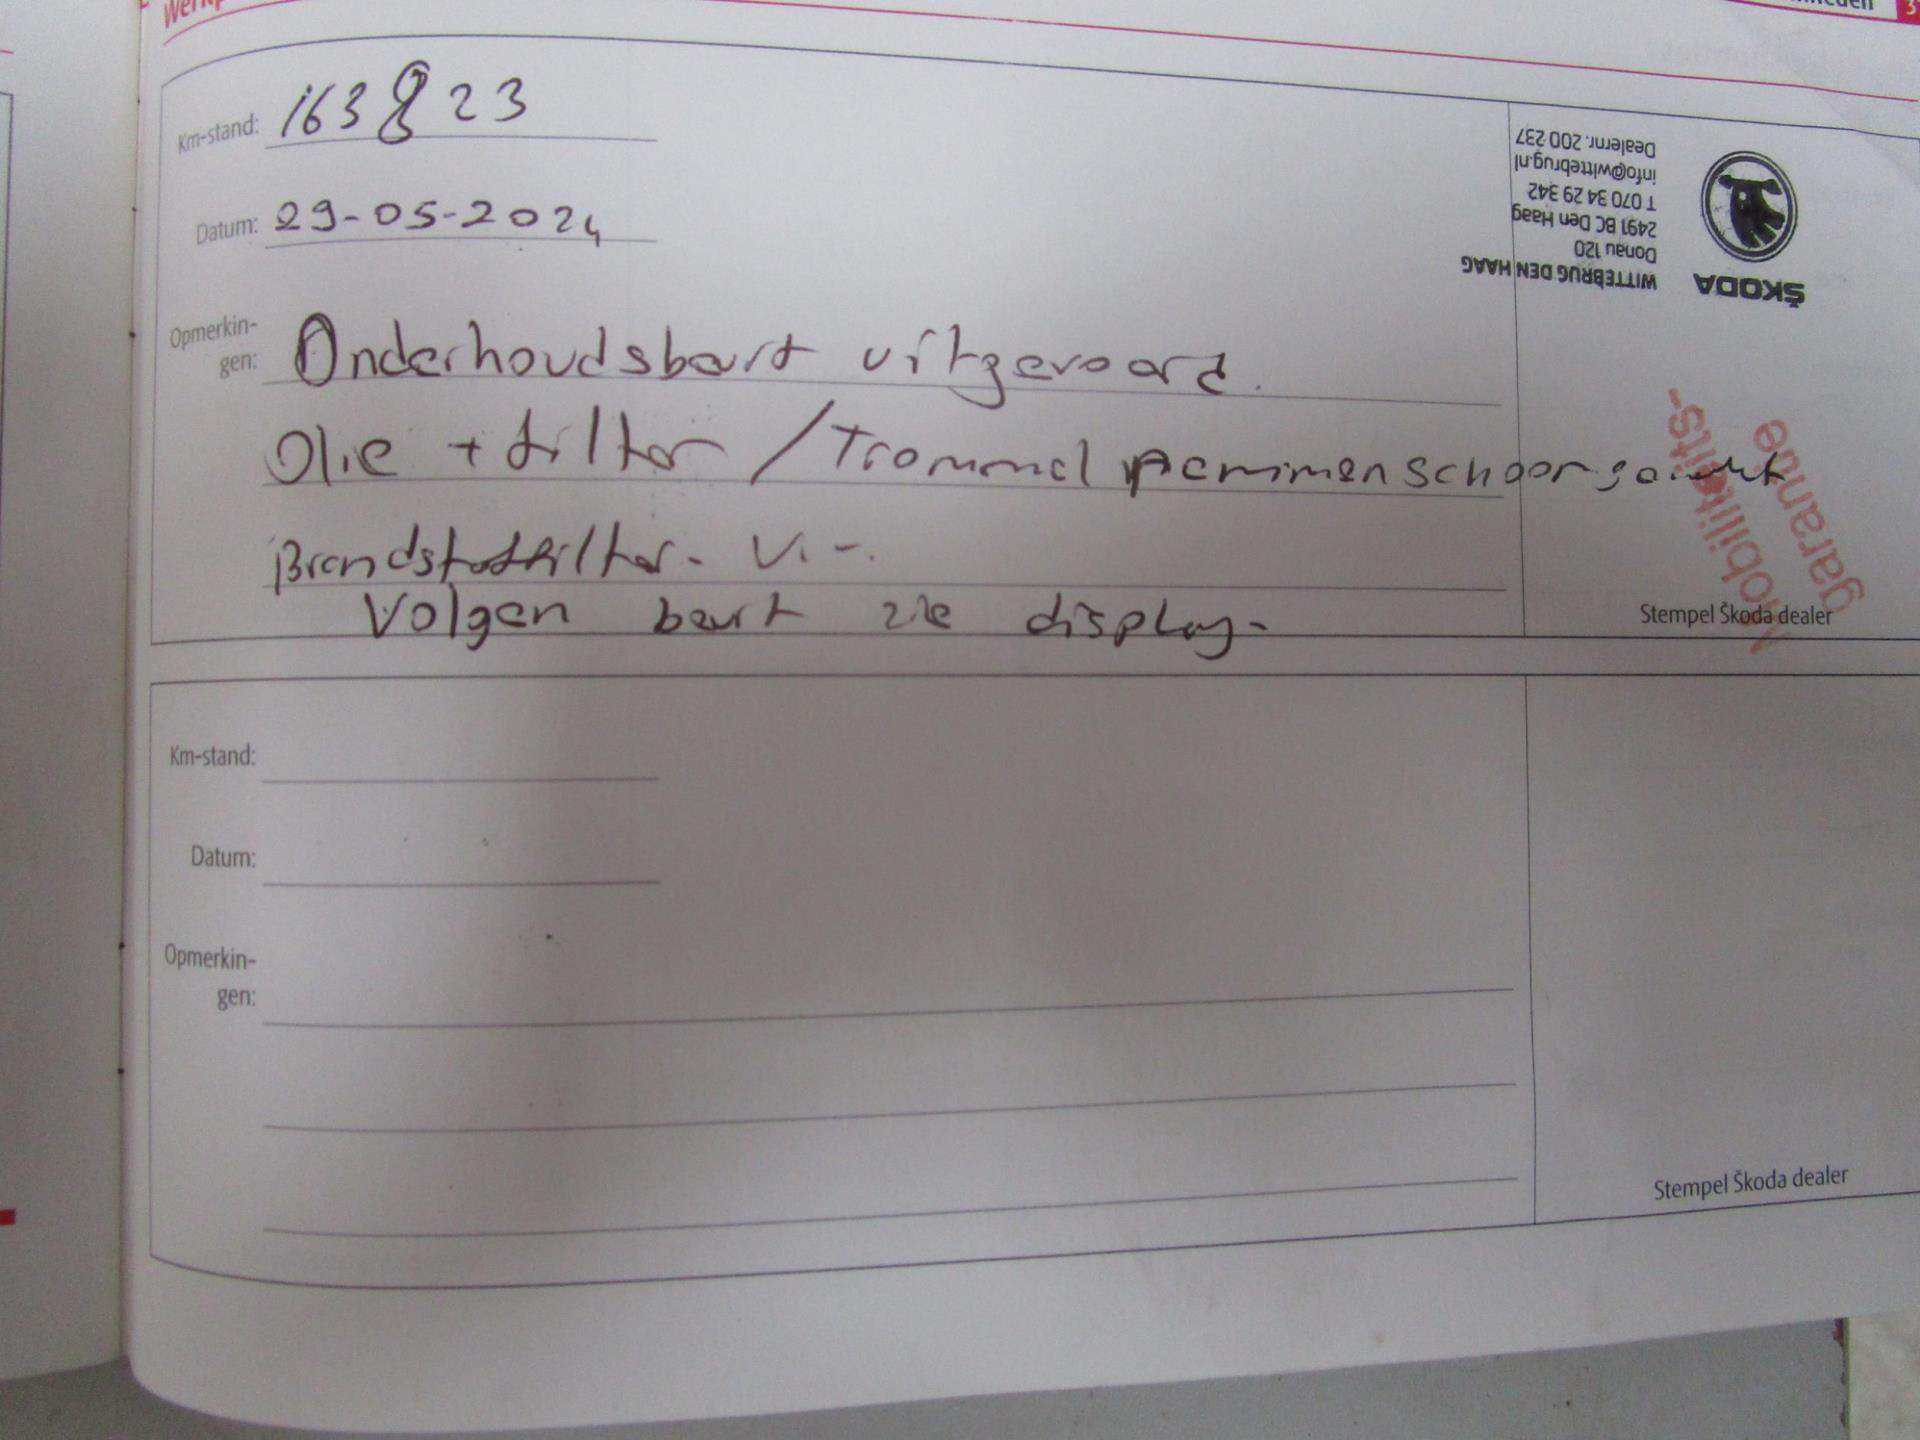 Km-stand: 163823
Datum: 29-05-2024
Opmerkin-
gen: Onderhoudsbeurt uitgevoerd.
Olie + filter / Trommel remmen schoongemaakt
Brandstoffilter. V.-.
Volgen beurt zie display-
ŠKODA
WITTEBRUG DEN HAAG
Donau 120
2491 BC Den Haag
T 070 34 29 342
info@wittebrug.nl
Dealernr. 200 237
Mobiliteits-
garantie
Stempel Škoda dealer
Km-stand:
Datum:
Opmerkin-
gen:
Stempel Škoda dealer